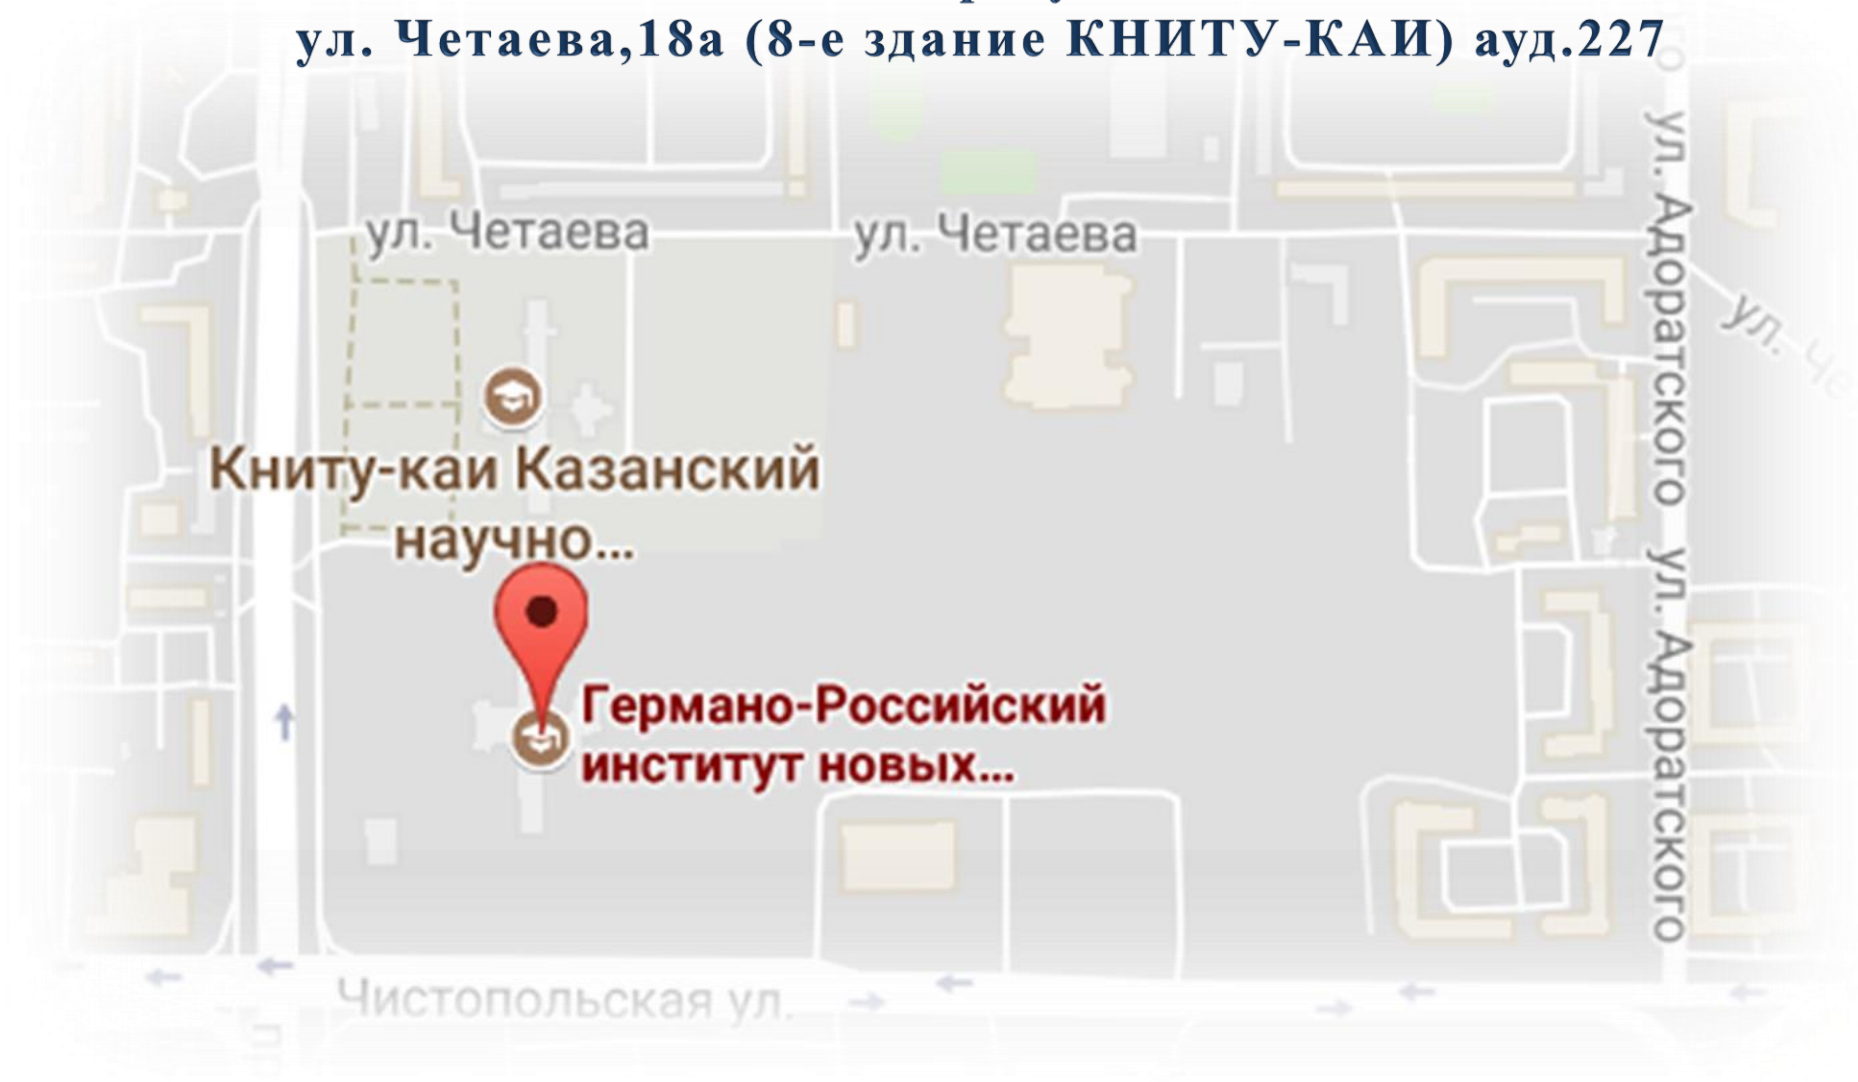 ул. Четаева,18а (8-е здание КНИТУ-КАИ) ауд.227
ул. Четаева
ул. Четаева
ул. Адоратского
ул.
Книту-каи Казанский
научно...
ул. Адоратского
Германо-Российский
институт новых...
Чистопольская ул.